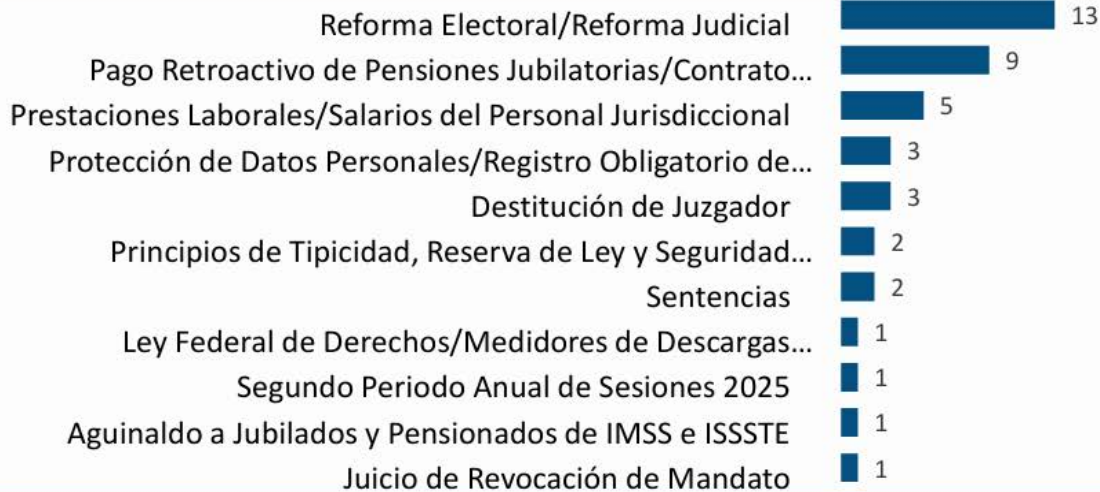 Reforma Electoral/Reforma Judicial 13
Pago Retroactivo de Pensiones Jubilatorias/Contrato... 9
Prestaciones Laborales/Salarios del Personal Jurisdiccional 5
Protección de Datos Personales/Registro Obligatorio de... 3
Destitución de Juzgador 3
Principios de Tipicidad, Reserva de Ley y Seguridad... 2
Sentencias 2
Ley Federal de Derechos/Medidores de Descargas... 1
Segundo Periodo Anual de Sesiones 2025 1
Aguinaldo a Jubilados y Pensionados de IMSS e ISSSTE 1
Juicio de Revocación de Mandato 1